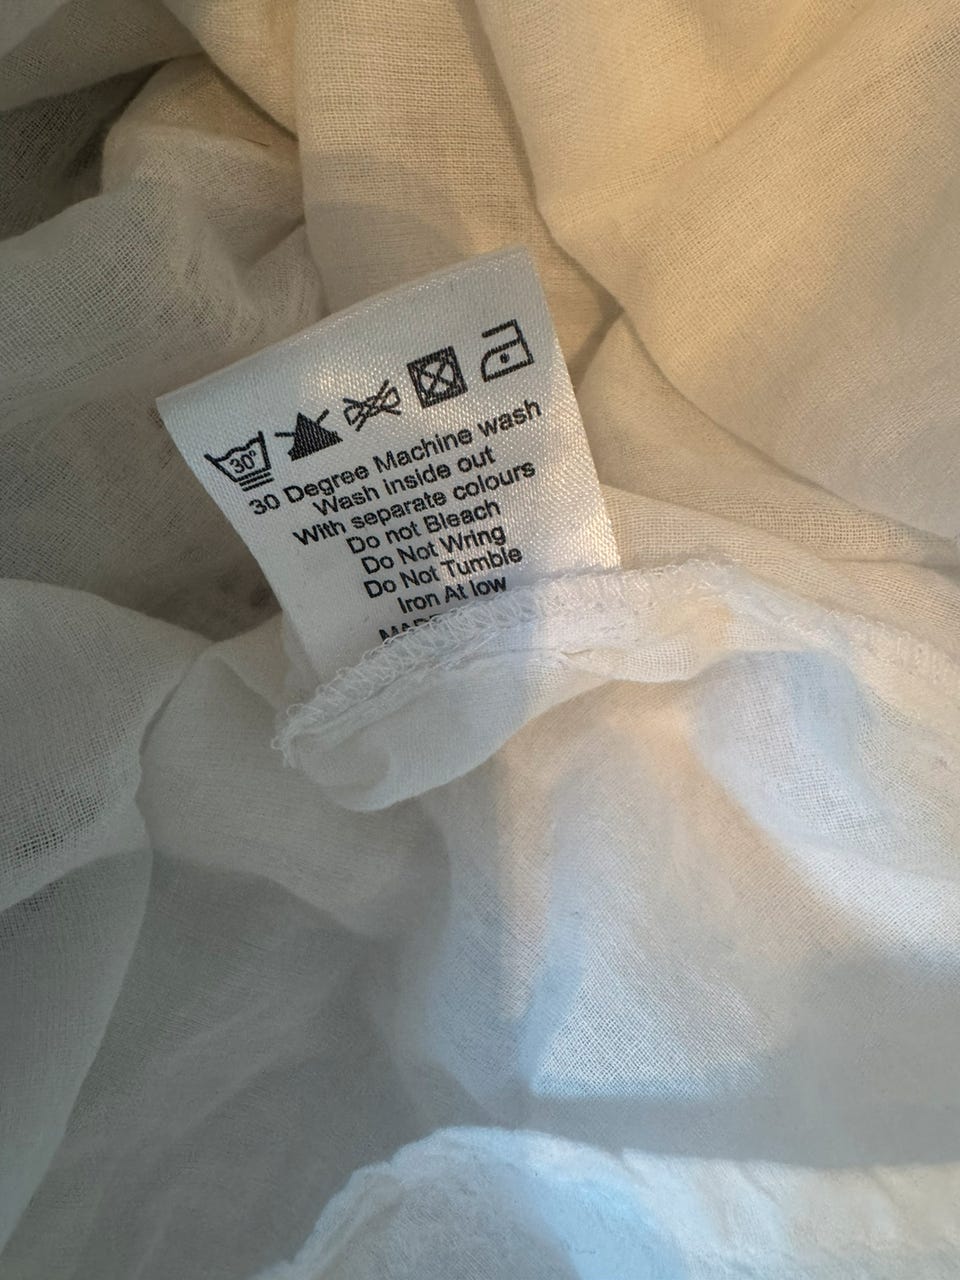 30°
30 Degree Machine wash
Wash inside out
With separate colours
Do not Bleach
Do Not Wring
Do Not Tumble
Iron At low